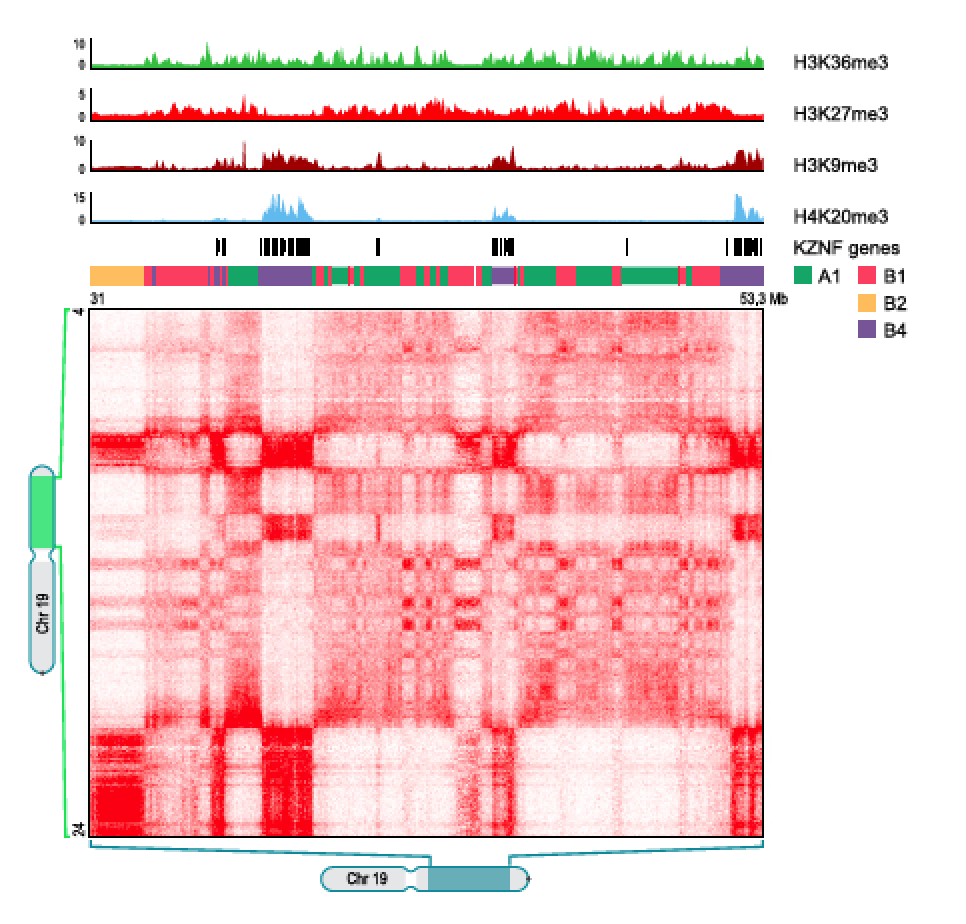 10
0
H3K36me3
5
0
H3K27me3
10
0
H3K9me3
15
0
H4K20me3
KZNF genes
A1
B1
B2
B4
31
53,3 Mb
4
24
Chr 19
Chr 19